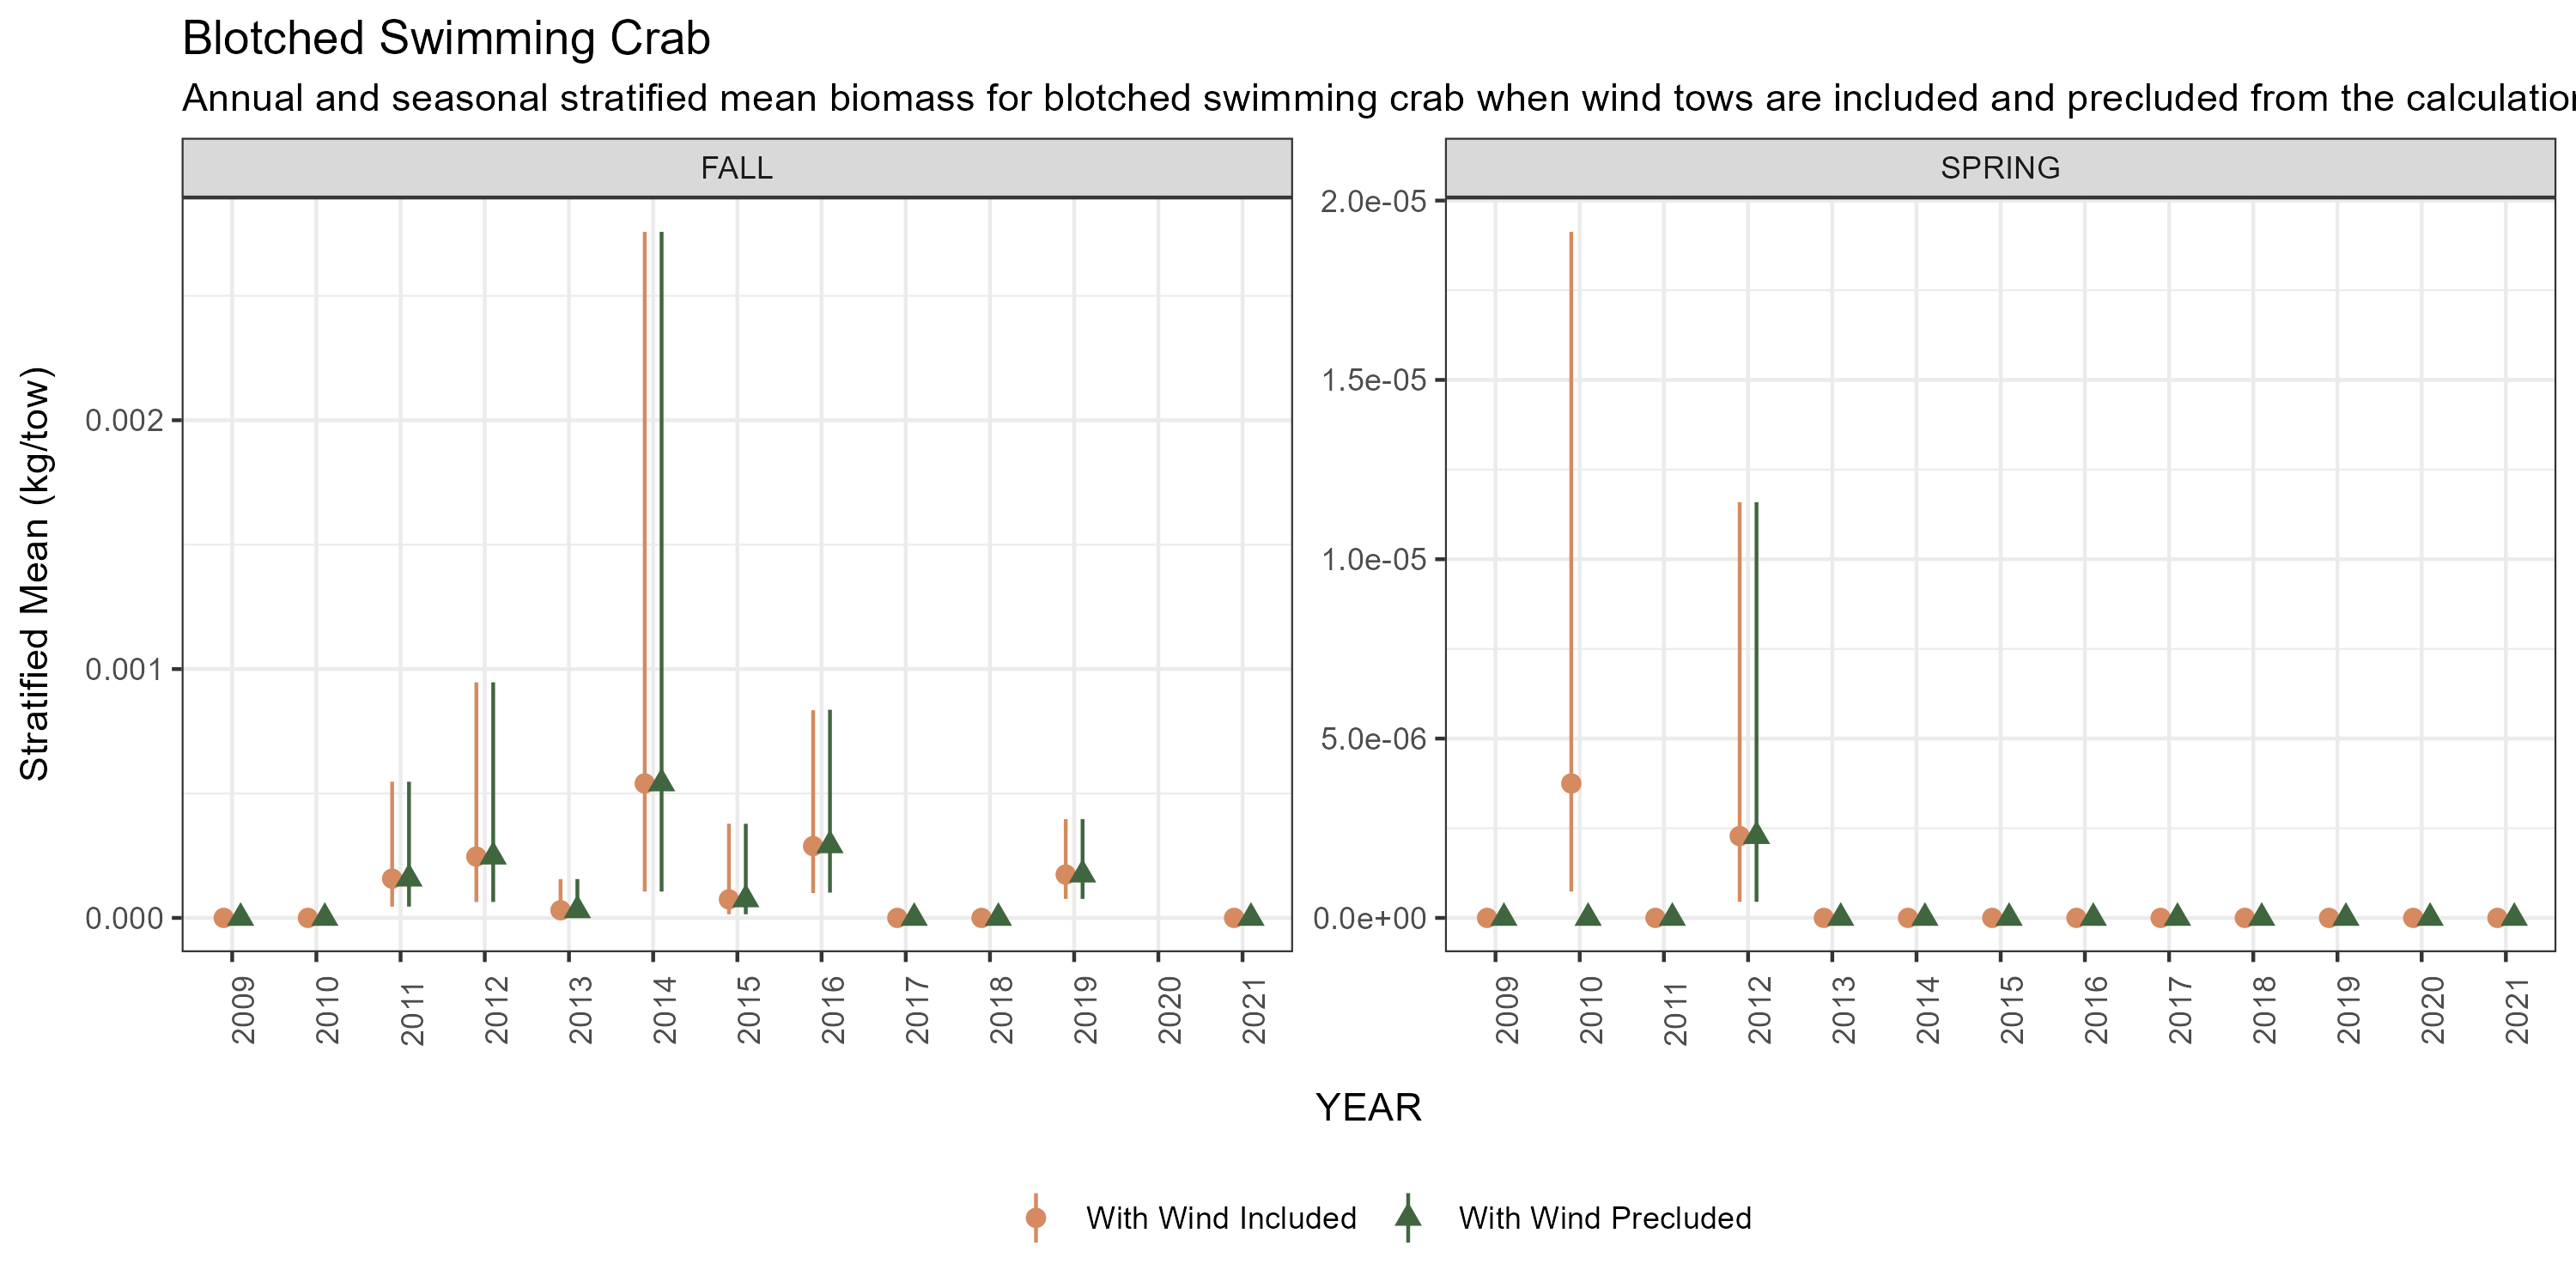 Blotched Swimming Crab
Annual and seasonal stratified mean biomass for blotched swimming crab when wind tows are included and precluded from the calculation
FALL
SPRING
Stratified Mean (kg/tow)
0.002
0.001
0.000
2.0e-05
1.5e-05
1.0e-05
5.0e-06
0.0e+00
2009 2010 2011 2012 2013 2014 2015 2016 2017 2018 2019 2020 2021
2009 2010 2011 2012 2013 2014 2015 2016 2017 2018 2019 2020 2021
YEAR
With Wind Included
With Wind Precluded